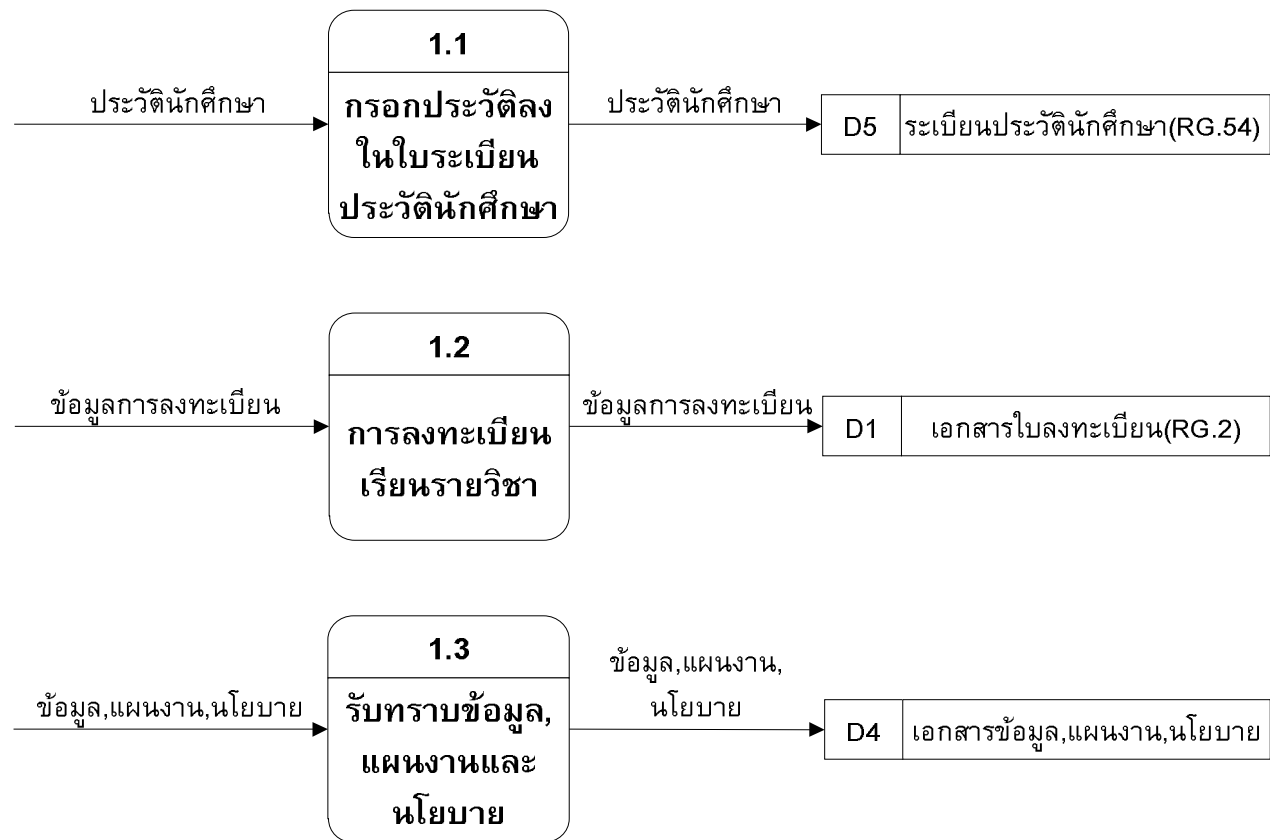 1.1
ประวัตินักศึกษา
กรอกประวัติลง
ในใบระเบียน
ประวัตินักศึกษา
ประวัตินักศึกษา
D5
ระเบียนประวัตินักศึกษา(RG.54)
1.2
ข้อมูลการลงทะเบียน
การลงทะเบียน
เรียนรายวิชา
ข้อมูลการลงทะเบียน
D1
เอกสารใบลงทะเบียน(RG.2)
1.3
ข้อมูล,แผนงาน,นโยบาย
รับทราบข้อมูล,
แผนงานและ
นโยบาย
ข้อมูล,แผนงาน,
นโยบาย
D4
เอกสารข้อมูล,แผนงาน,นโยบาย